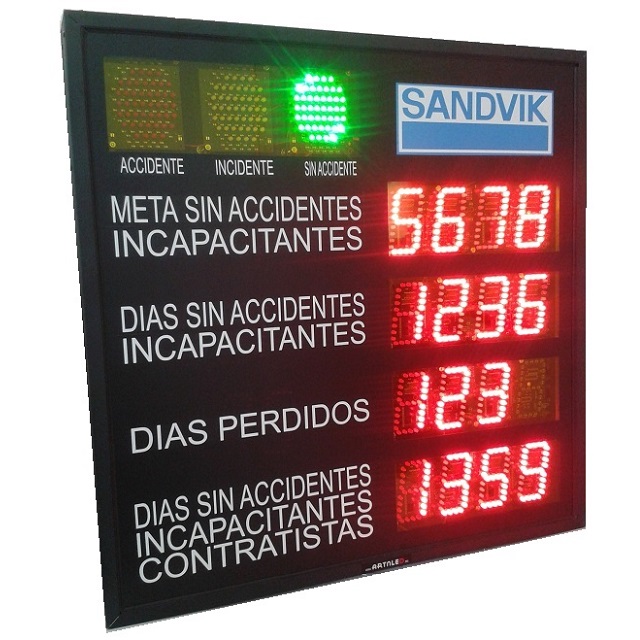 SANDVIK
ACCIDENTE INCIDENTE SIN ACCIDENTE
META SIN ACCIDENTES
INCAPACITANTES
5678
DIAS SIN ACCIDENTES
INCAPACITANTES
1236
DIAS PERDIDOS
123
DIAS SIN ACCIDENTES
INCAPACITANTES
CONTRATISTAS
1359
ARTNLED